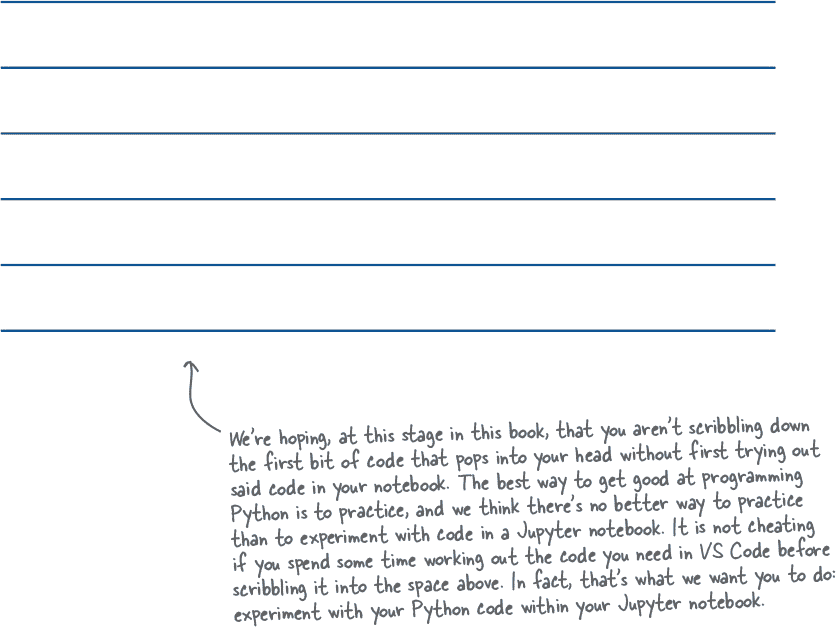 We're hoping, at this stage in this book, that you aren't scribbling down
the first bit of code that pops into your head without first trying out
said code in your notebook. The best way to get good at programming
Python is to practice, and we think there's no better way to practice
than to experiment with code in a Jupyter notebook. It is not cheating
if you spend some time working out the code you need in VS Code before
scribbling it into the space above. In fact, that's what we want you to do:
experiment with your Python code within your Jupyter notebook.